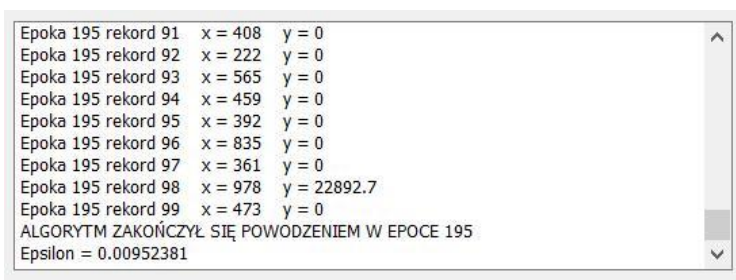 Epoka 195 rekord 91 x = 408 y = 0
Epoka 195 rekord 92 x = 222 y = 0
Epoka 195 rekord 93 x = 565 y = 0
Epoka 195 rekord 94 x = 459 y = 0
Epoka 195 rekord 95 x = 392 y = 0
Epoka 195 rekord 96 x = 835 y = 0
Epoka 195 rekord 97 x = 361 y = 0
Epoka 195 rekord 98 x = 978 y = 22892.7
Epoka 195 rekord 99 x = 473 y = 0
ALGORYTM ZAKOŃCZYŁ SIĘ POWODZENIEM W EPOCE 195
Epsilon = 0.00952381